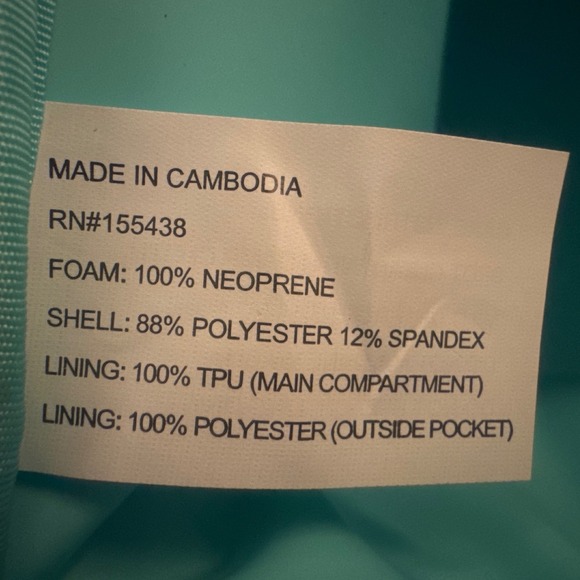 MADE IN CAMBODIA
RN#155438
FOAM: 100% NEOPRENE
SHELL: 88% POLYESTER 12% SPANDEX
LINING: 100% TPU (MAIN COMPARTMENT)
LINING: 100% POLYESTER (OUTSIDE POCKET)